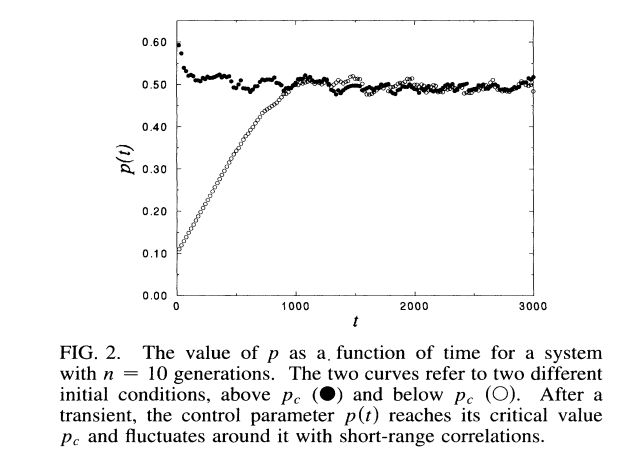 0.60
0.50
0.40
0.30
0.20
0.10
0.00
p(t)
0 1000 2000 3000
t
FIG. 2. The value of p as a function of time for a system
with n = 10 generations. The two curves refer to two different
initial conditions, above pc (●) and below pc (○). After a
transient, the control parameter p(t) reaches its critical value
pc and fluctuates around it with short-range correlations.